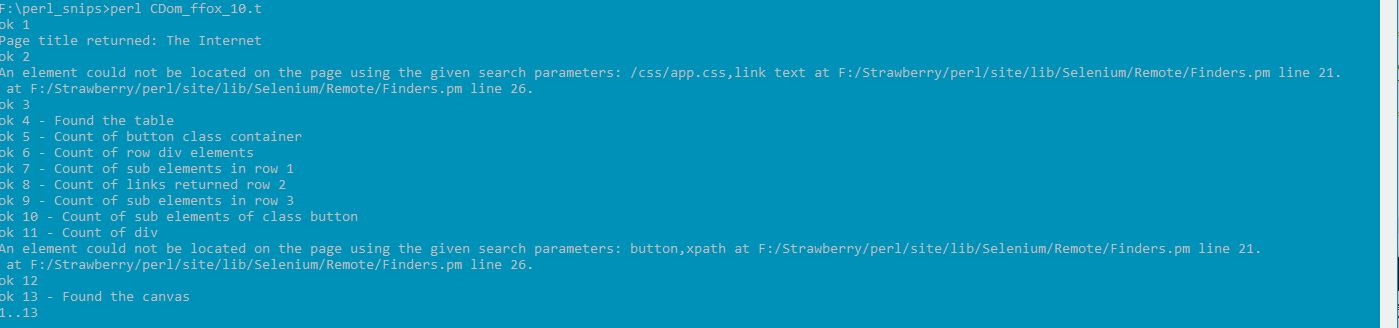 F:\perl_snips>perl CDom_ffox_10.t
ok 1
Page title returned: The Internet
ok 2
An element could not be located on the page using the given search parameters: /css/app.css,link text at F:/Strawberry/perl/site/lib/Selenium/Remote/Finders.pm line 21.
 at F:/Strawberry/perl/site/lib/Selenium/Remote/Finders.pm line 26.
ok 3
ok 4 - Found the table
ok 5 - Count of button class container
ok 6 - Count of row div elements
ok 7 - Count of sub elements in row 1
ok 8 - Count of links returned row 2
ok 9 - Count of sub elements in row 3
ok 10 - Count of sub elements of class button
ok 11 - Count of div
An element could not be located on the page using the given search parameters: button,xpath at F:/Strawberry/perl/site/lib/Selenium/Remote/Finders.pm line 21.
 at F:/Strawberry/perl/site/lib/Selenium/Remote/Finders.pm line 26.
ok 12
ok 13 - Found the canvas
1..13